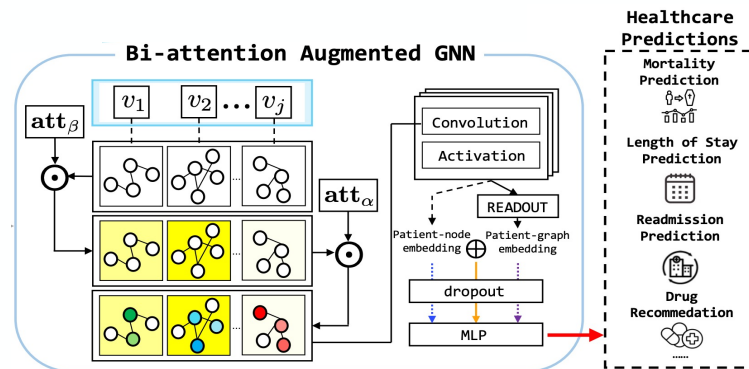 Healthcare
Predictions
Bi-attention Augmented GNN
v1 v2 ... vj
attβ
attα
...
...
...
Convolution
Activation
READOUT
Patient-node
embedding
Patient-graph
embedding
dropout
MLP
Mortality
Prediction
Length of Stay
Prediction
Readmission
Prediction
Drug
Recommedation
......